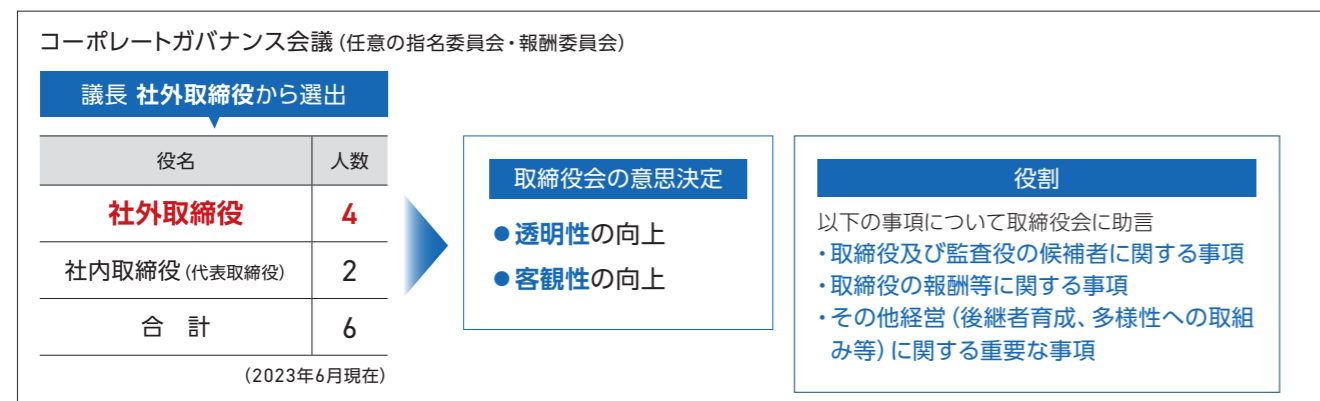 コーポレートガバナンス会議(任意の指名委員会・報酬委員会)
議長 社外取締役から選出
役名 人数
社外取締役 4
社内取締役(代表取締役) 2
合 計 6
(2023年6月現在)
取締役会の意思決定
●透明性の向上
●客観性の向上
役割
以下の事項について取締役会に助言
・取締役及び監査役の候補者に関する事項
・取締役の報酬等に関する事項
・その他経営(後継者育成、多様性への取組
み等)に関する重要な事項